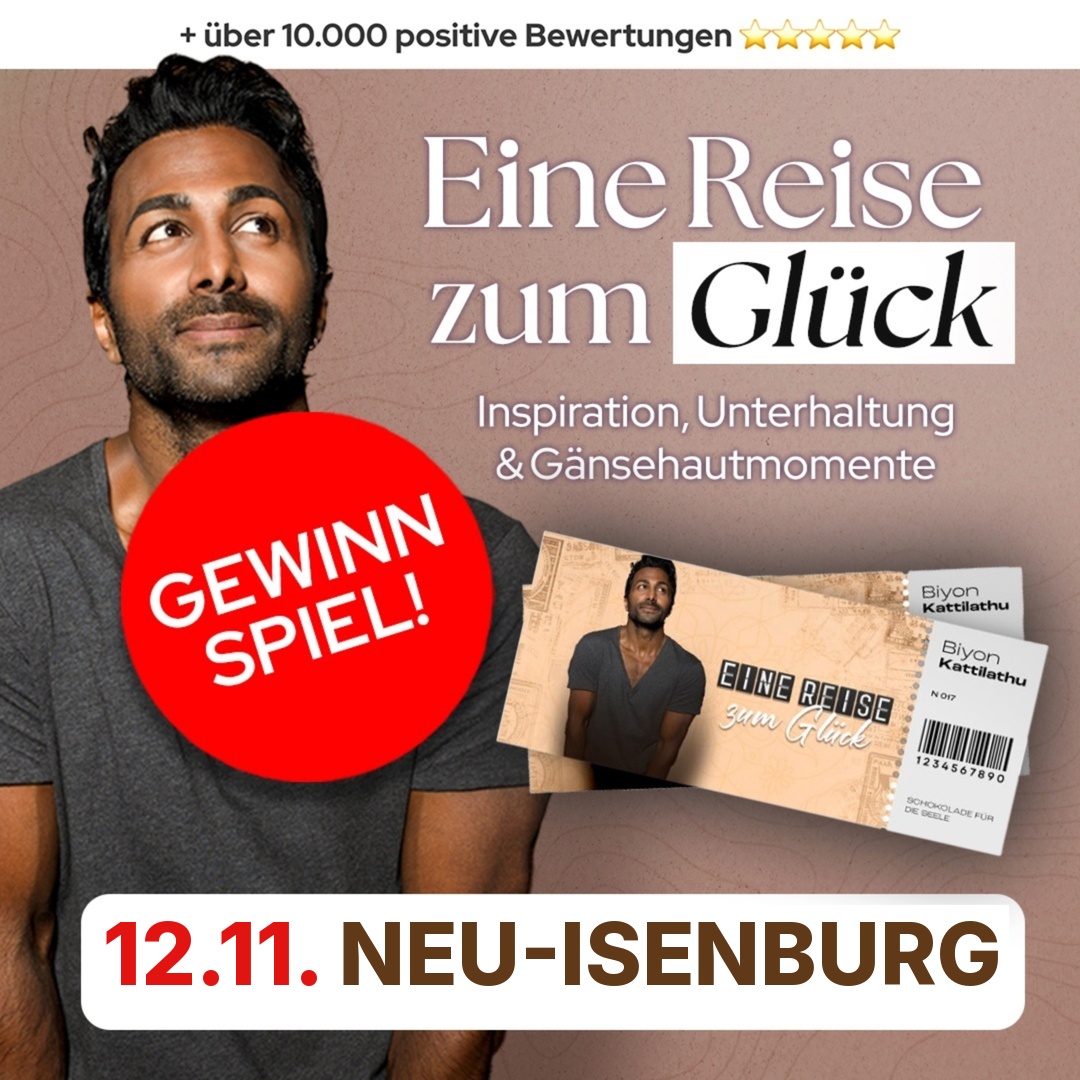 + über 10.000 positive Bewertungen ⭐⭐⭐⭐⭐
Eine Reise
zum Glück
Inspiration, Unterhaltung
& Gänsehautmomente
GEWINN
SPIEL!
Biyon
Kattilathu
EINE REISE
zum Glück
Biyon
Kattilathu
N 017
1234567890
SCHOKOLADE FÜR
DIE SEELE
12.11. NEU-ISENBURG